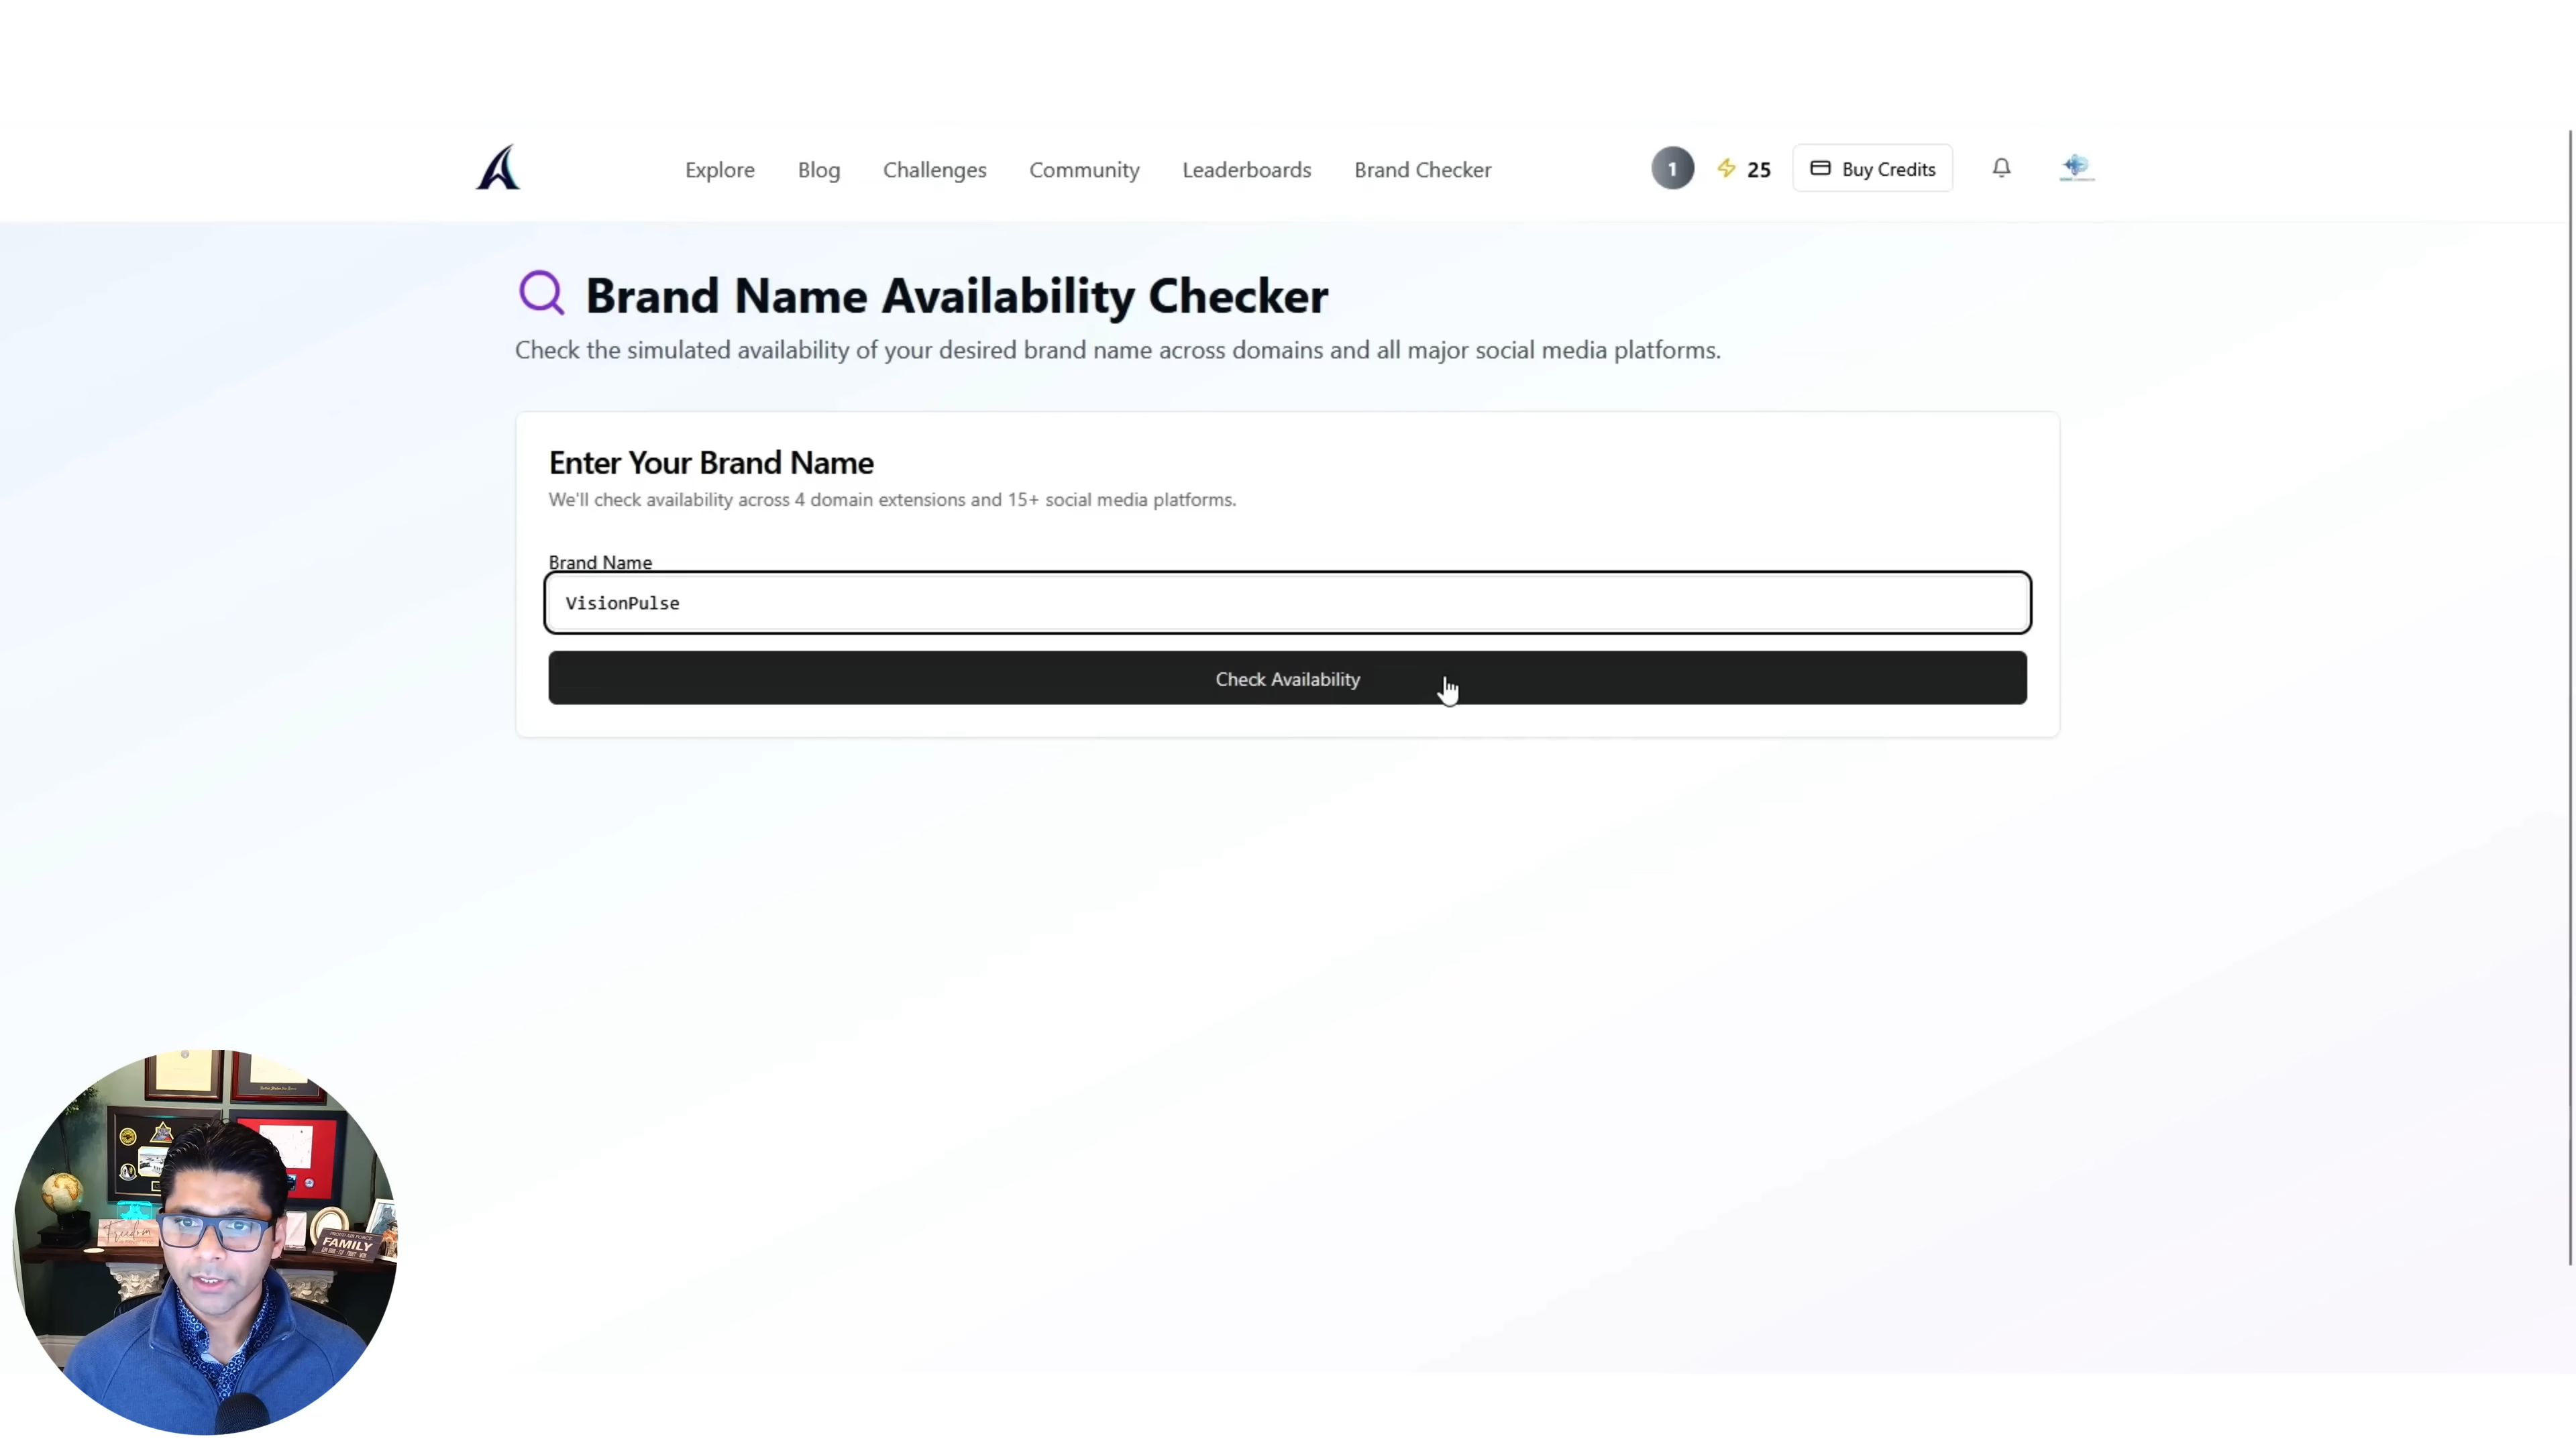 Explore Blog Challenges Community Leaderboards Brand Checker 1 25 Buy Credits
Brand Name Availability Checker
Check the simulated availability of your desired brand name across domains and all major social media platforms.
Enter Your Brand Name
We'll check availability across 4 domain extensions and 15+ social media platforms.
Brand Name
VisionPulse
Check Availability
Freedom
FAMILY